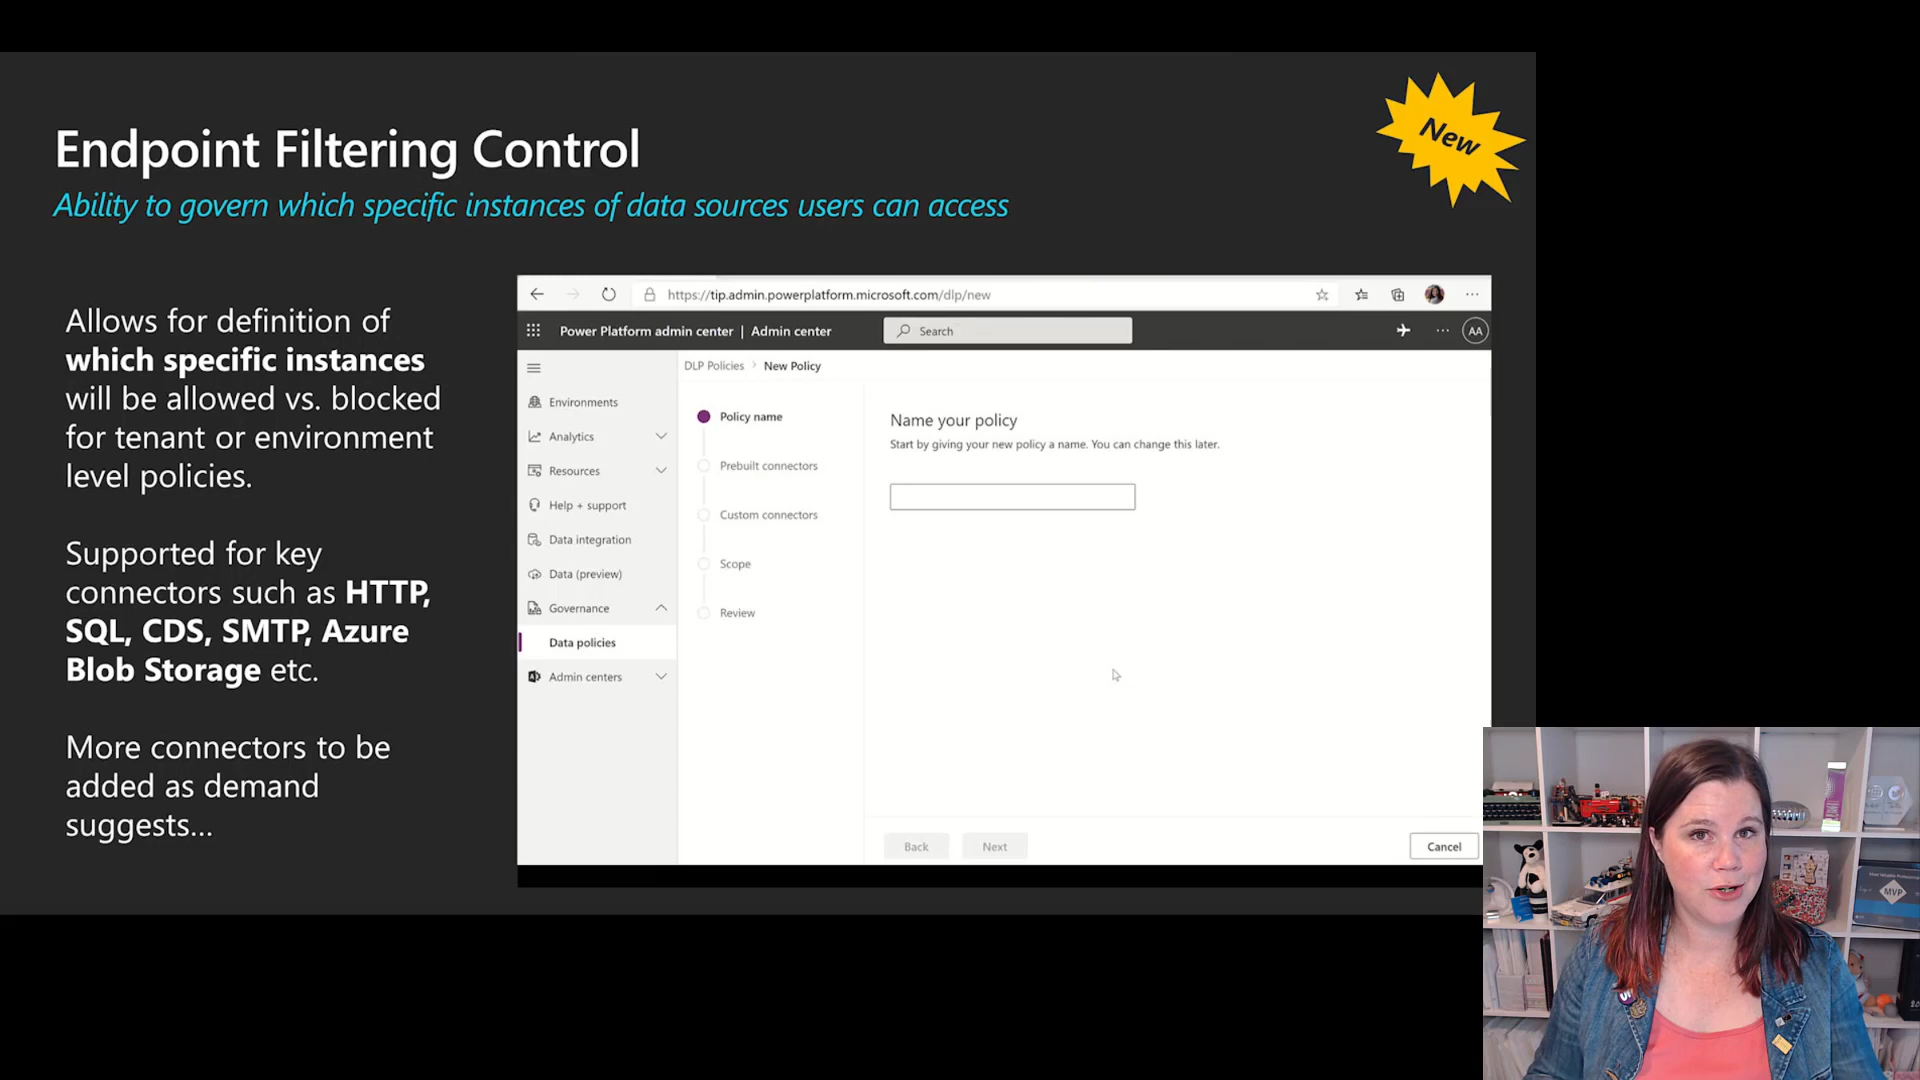 New
Endpoint Filtering Control
Ability to govern which specific instances of data sources users can access
Allows for definition of
which specific instances
will be allowed vs. blocked
for tenant or environment
level policies.
Supported for key
connectors such as HTTP,
SQL, CDS, SMTP, Azure
Blob Storage etc.
More connectors to be
added as demand
suggests...
https://tip.admin.powerplatform.microsoft.com/dlp/new
Power Platform admin center | Admin center
Search
AA
Environments
Analytics
Resources
Help + support
Data integration
Data (preview)
Governance
Data policies
Admin centers
DLP Policies > New Policy
Policy name
Prebuilt connectors
Custom connectors
Scope
Review
Name your policy
Start by giving your new policy a name. You can change this later.
Back
Next
Cancel
MVP